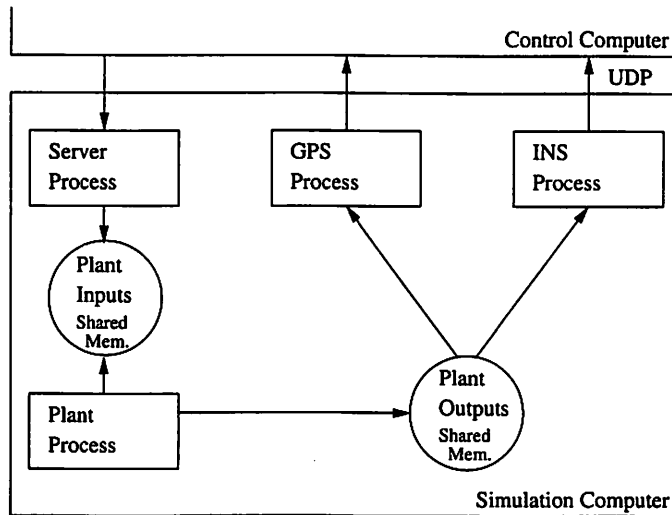 Control Computer
UDP
Server
Process
GPS
Process
INS
Process
Plant
Inputs
Shared
Mem.
Plant
Process
Plant
Outputs
Shared
Mem.
Simulation Computer